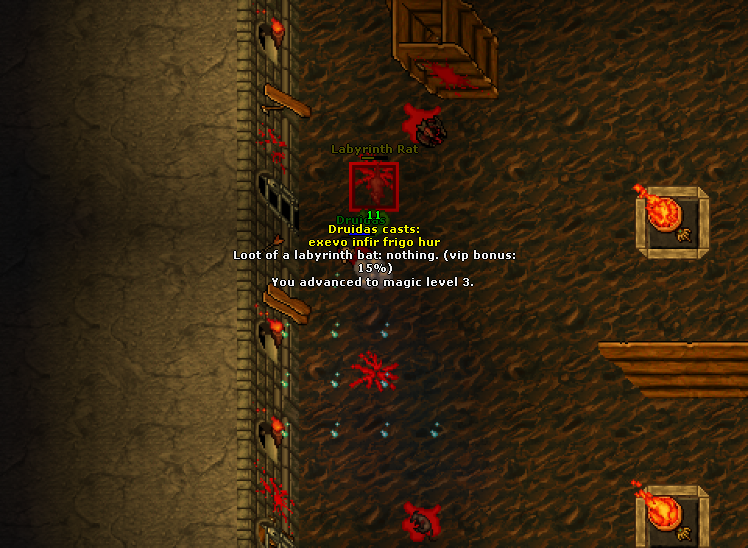 Labyrinth Rat
11
Druidas
Druidas casts:
exevo infir frigo hur
Loot of a labyrinth bat: nothing. (vip bonus:
15%)
You advanced to magic level 3.